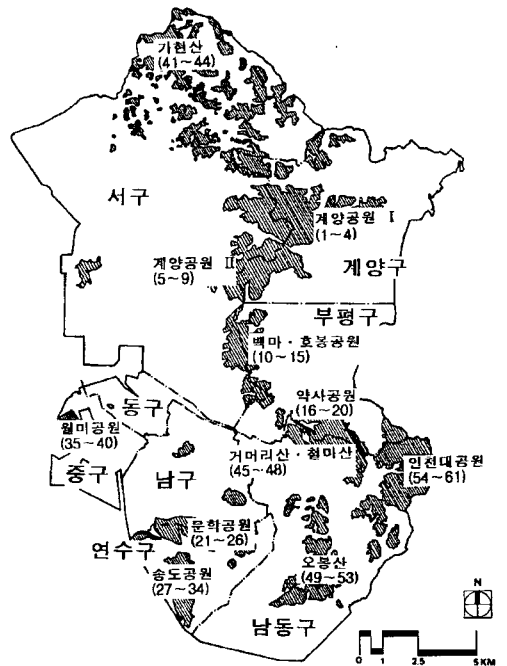 가현산
(41~44)
서구
계양공원 I
(1~4)
계양공원 II
(5~9)
계양구
부평구
백마·호봉공원
(10~15)
약사공원
(16~20)
동구
월미공원
(35~40)
중구
남구
거머리산·철마산
(45~48)
인천대공원
(54~61)
문학공원
(21~26)
연수구
송도공원
(27~34)
오봉산
(49~53)
남동구
N
0 1 2.5 5 KM